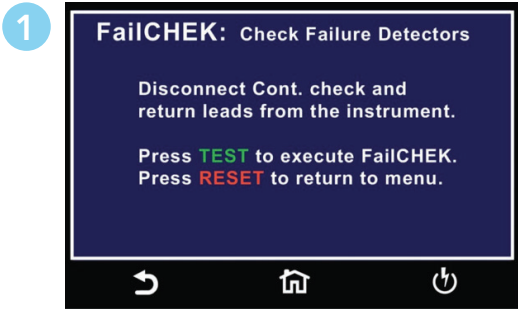 1
FailCHEK: Check Failure Detectors
Disconnect Cont. check and
return leads from the instrument.
Press TEST to execute FailCHEK.
Press RESET to return to menu.